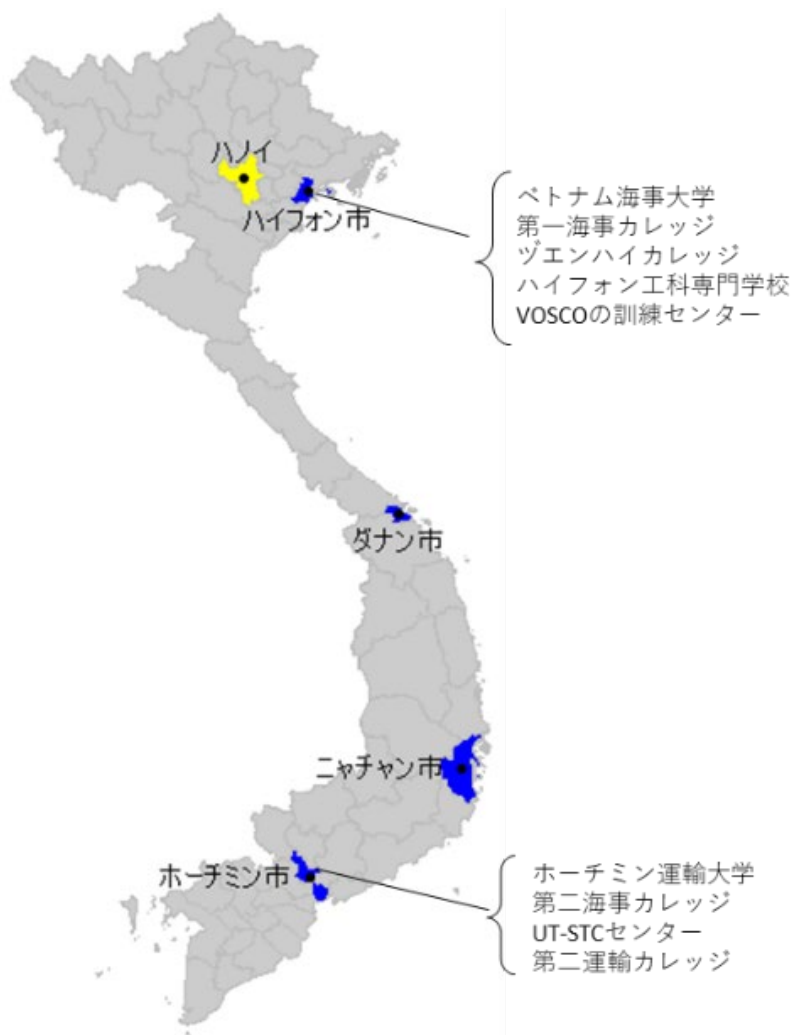 ハノイ
ハイフォン市
ベトナム海事大学
第一海事カレッジ
ヅエンハイカレッジ
ハイフォン工科専門学校
VOSCOの訓練センター
ダナン市
ニャチャン市
ホーチミン市
ホーチミン運輸大学
第二海事カレッジ
UT-STCセンター
第二運輸カレッジ